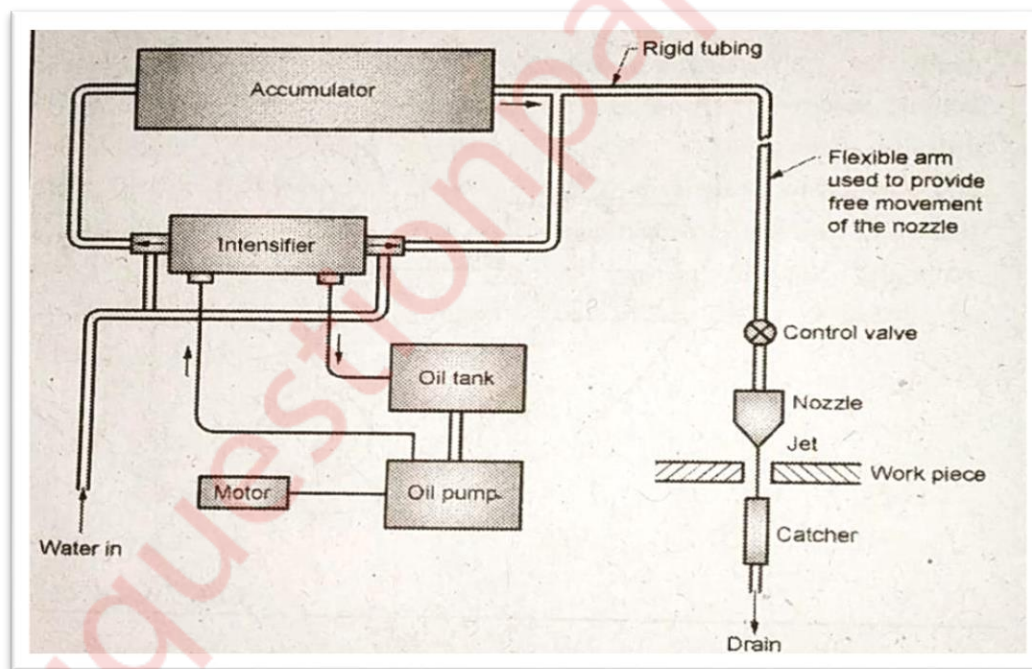 Rigid tubing
Accumulator
Flexible arm
used to provide
free movement
of the nozzle
Intensifier
Control valve
Oil tank
Nozzle
Jet
Work piece
Motor
Oil pump
Catcher
Water in
Drain
questionpa